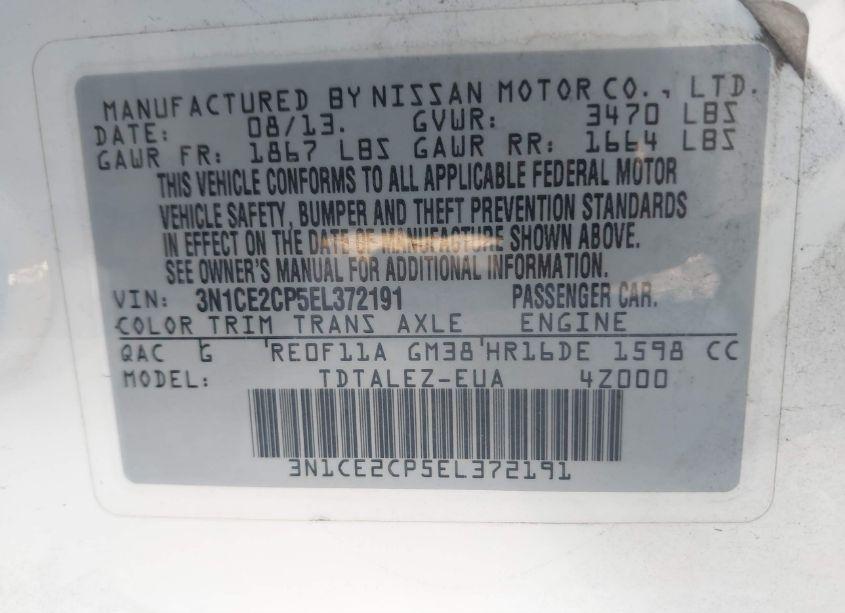 MANUFACTURED BY NISSAN MOTOR CO., LTD.
DATE: 08/13. GVWR: 3470 LBS
GAWR FR: 1867 LBS GAWR RR: 1664 LBS
THIS VEHICLE CONFORMS TO ALL APPLICABLE FEDERAL MOTOR
VEHICLE SAFETY, BUMPER AND THEFT PREVENTION STANDARDS
IN EFFECT ON THE DATE OF MANUFACTURE SHOWN ABOVE.
SEE OWNER'S MANUAL FOR ADDITIONAL INFORMATION.
VIN: 3N1CE2CP5EL372191 PASSENGER CAR.
COLOR TRIM TRANS AXLE ENGINE
QAC G RE0F11A GM38 HR16DE 1598 CC
MODEL: TDTALEZ-EUA 4Z000
3N1CE2CP5EL372191